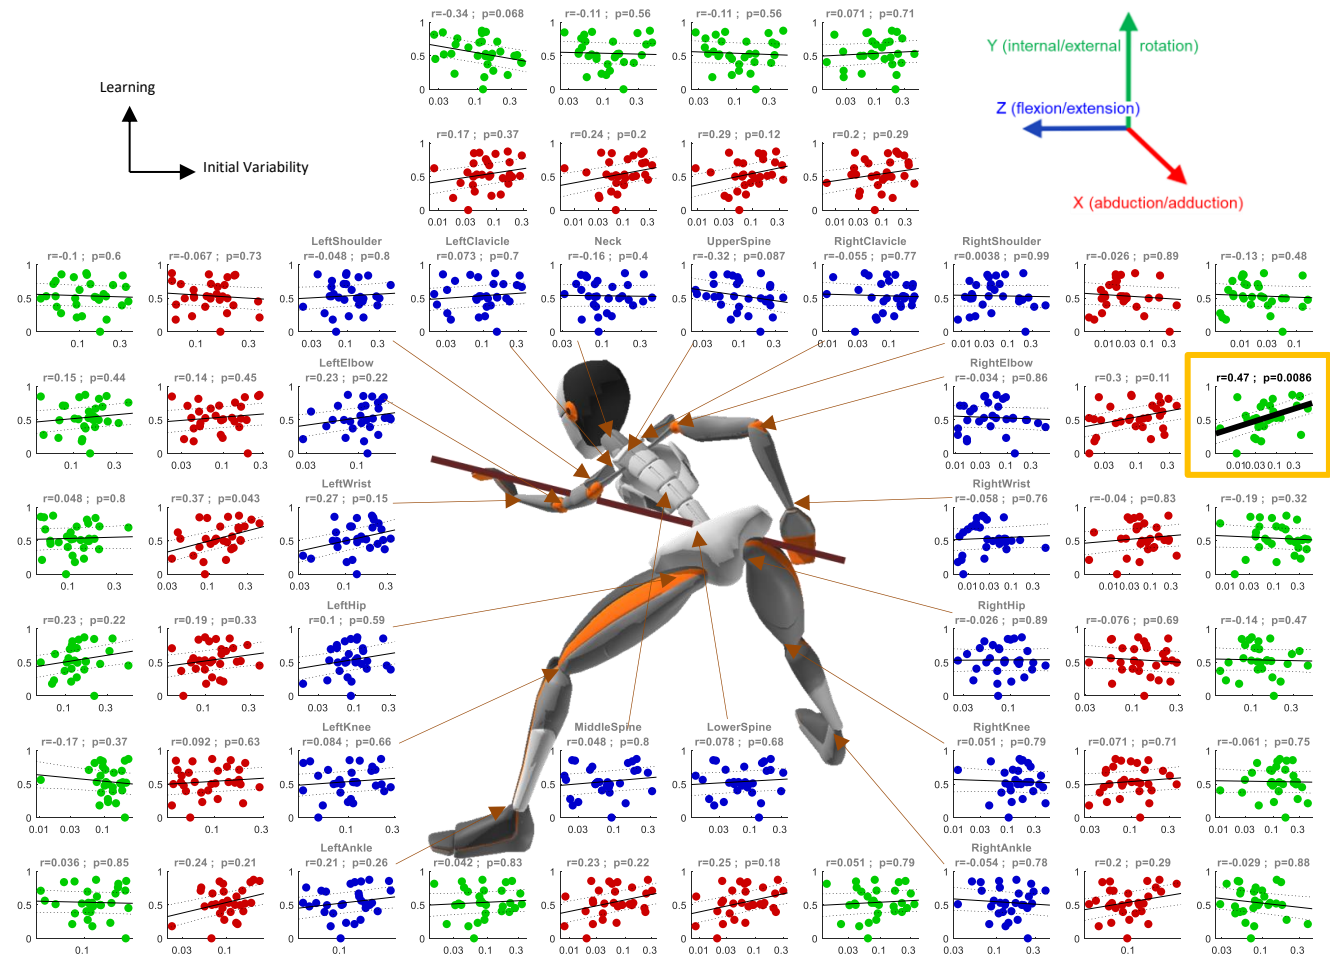 r=-0.34 ; p=0.068
r=-0.11 ; p=0.56
r=-0.11 ; p=0.56
r=0.071 ; p=0.71
Y (internal/external rotation)
Z (flexion/extension)
X (abduction/adduction)
Learning
Initial Variability
r=0.17 ; p=0.37
r=0.24 ; p=0.2
r=0.29 ; p=0.12
r=0.2 ; p=0.29
LeftShoulder
LeftClavicle
Neck
UpperSpine
RightClavicle
RightShoulder
r=-0.1 ; p=0.6
r=-0.067 ; p=0.73
r=-0.048 ; p=0.8
r=0.073 ; p=0.7
r=-0.16 ; p=0.4
r=-0.32 ; p=0.087
r=-0.055 ; p=0.77
r=0.0038 ; p=0.99
r=-0.026 ; p=0.89
r=-0.13 ; p=0.48
LeftElbow
RightElbow
r=0.15 ; p=0.44
r=0.14 ; p=0.45
r=0.23 ; p=0.22
r=-0.034 ; p=0.86
r=0.3 ; p=0.11
r=0.47 ; p=0.0086
LeftWrist
RightWrist
r=0.048 ; p=0.8
r=0.37 ; p=0.043
r=0.27 ; p=0.15
r=-0.058 ; p=0.76
r=-0.04 ; p=0.83
r=-0.19 ; p=0.32
LeftHip
RightHip
r=0.23 ; p=0.22
r=0.19 ; p=0.33
r=0.1 ; p=0.59
r=-0.026 ; p=0.89
r=-0.076 ; p=0.69
r=-0.14 ; p=0.47
LeftKnee
MiddleSpine
LowerSpine
RightKnee
r=-0.17 ; p=0.37
r=0.092 ; p=0.63
r=0.084 ; p=0.66
r=0.048 ; p=0.8
r=0.078 ; p=0.68
r=0.051 ; p=0.79
r=0.071 ; p=0.71
r=-0.061 ; p=0.75
LeftAnkle
RightAnkle
r=0.036 ; p=0.85
r=0.24 ; p=0.21
r=0.21 ; p=0.26
r=0.042 ; p=0.83
r=0.23 ; p=0.22
r=0.25 ; p=0.18
r=0.051 ; p=0.79
r=-0.054 ; p=0.78
r=0.2 ; p=0.29
r=-0.029 ; p=0.88